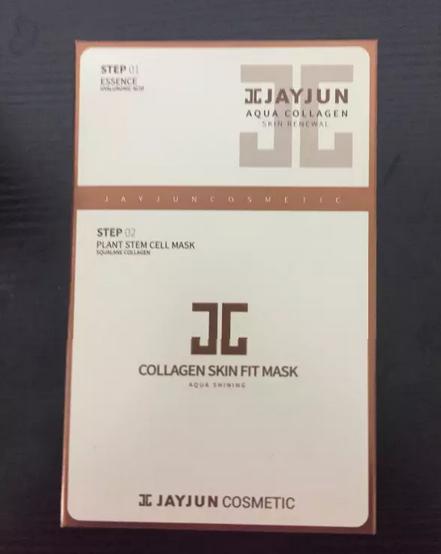 STEP 01
ESSENCE
HYALURONIC ACID
JAYJUN
AQUA COLLAGEN
SKIN RENEWAL
JAYJUNCOSMETIC
STEP 02
PLANT STEM CELL MASK
SQUALANE COLLAGEN
COLLAGEN SKIN FIT MASK
AQUA SHINING
JAYJUN COSMETIC